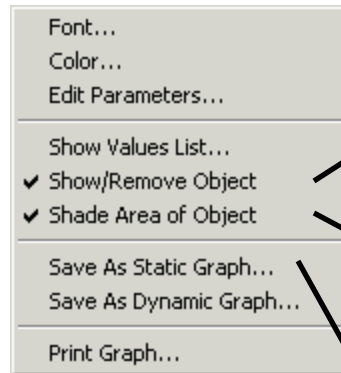 Font...
Color...
Edit Parameters...
Show Values List...
Show/Remove Object
Shade Area of Object
Save As Static Graph...
Save As Dynamic Graph...
Print Graph...